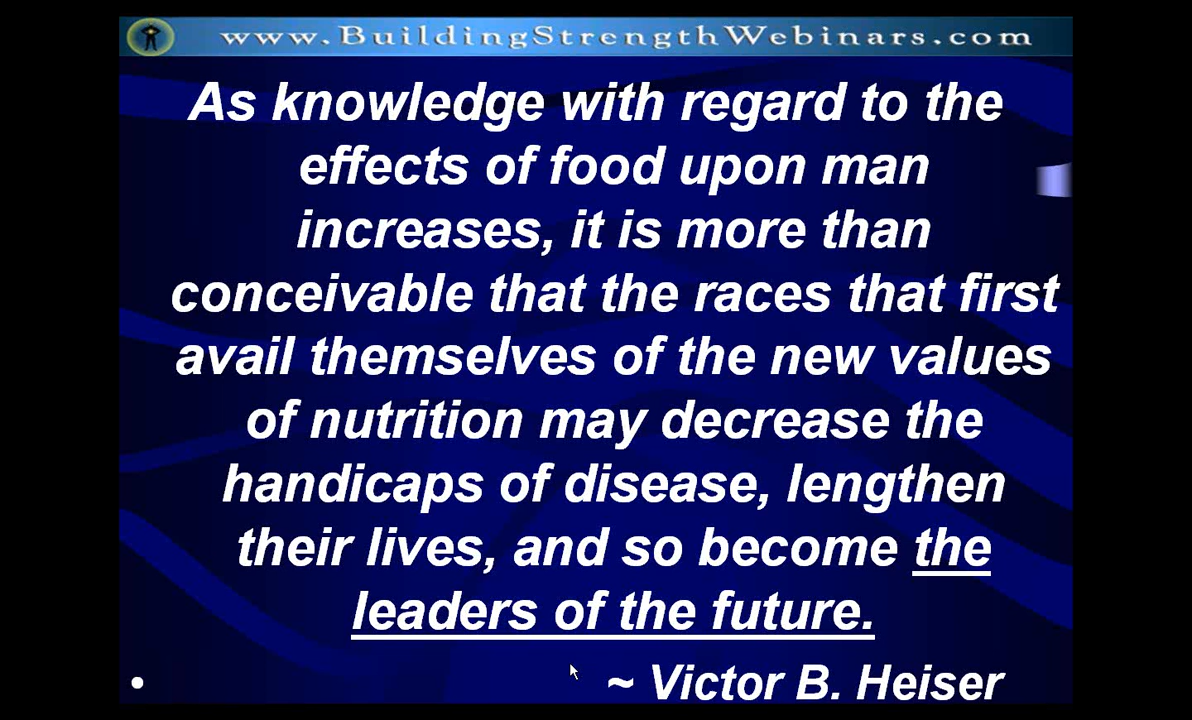 www.BuildingStrengthWebinars.com
As knowledge with regard to the
effects of food upon man
increases, it is more than
conceivable that the races that first
avail themselves of the new values
of nutrition may decrease the
handicaps of disease, lengthen
their lives, and so become the
leaders of the future.
• ~ Victor B. Heiser